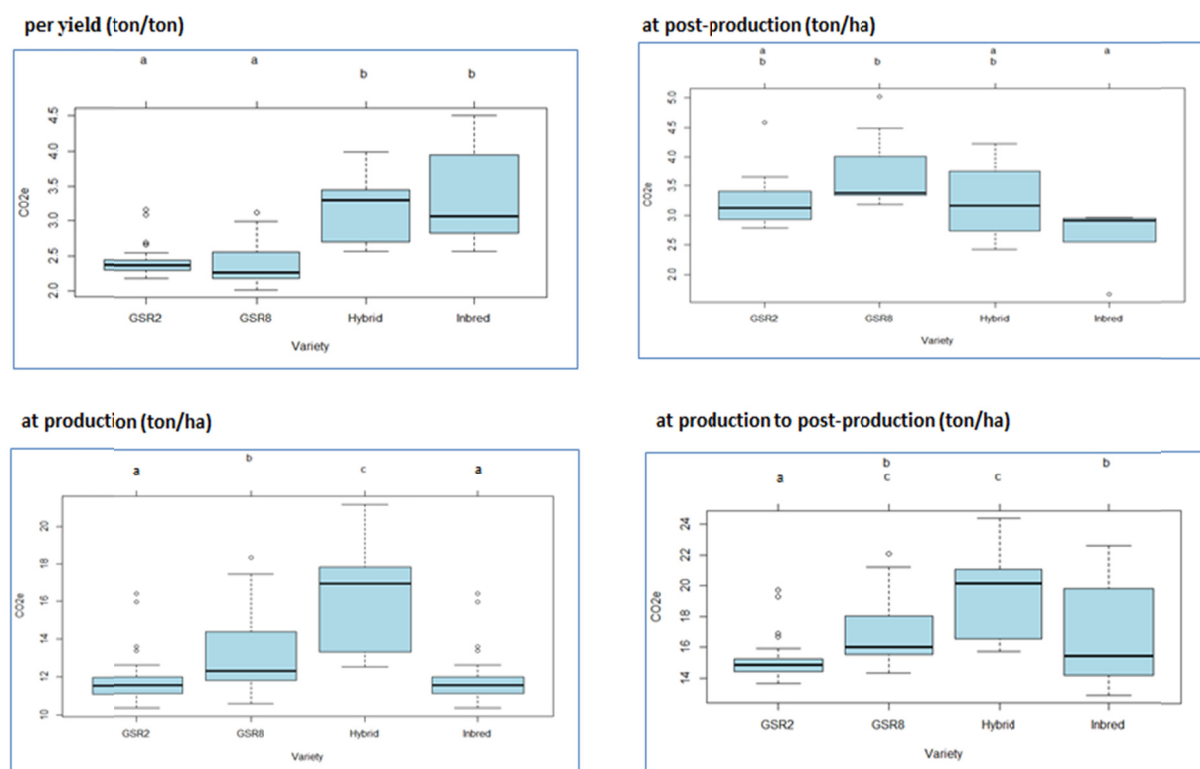 per yield (ton/ton)
a a b b
CO2e
4.5
4.0
3.5
3.0
2.5
2.0
GSR2 GSR8 Hybrid Inbred
Variety
at post-production (ton/ha)
a a a
b b b
CO2e
5.0
4.5
4.0
3.5
3.0
2.5
2.0
GSR2 GSR8 Hybrid Inbred
Variety
at production (ton/ha)
b
a c a
CO2e
20
18
16
14
12
10
GSR2 GSR8 Hybrid Inbred
Variety
at production to post-production (ton/ha)
b b
a c c
CO2e
24
22
20
18
16
14
GSR2 GSR8 Hybrid Inbred
Variety